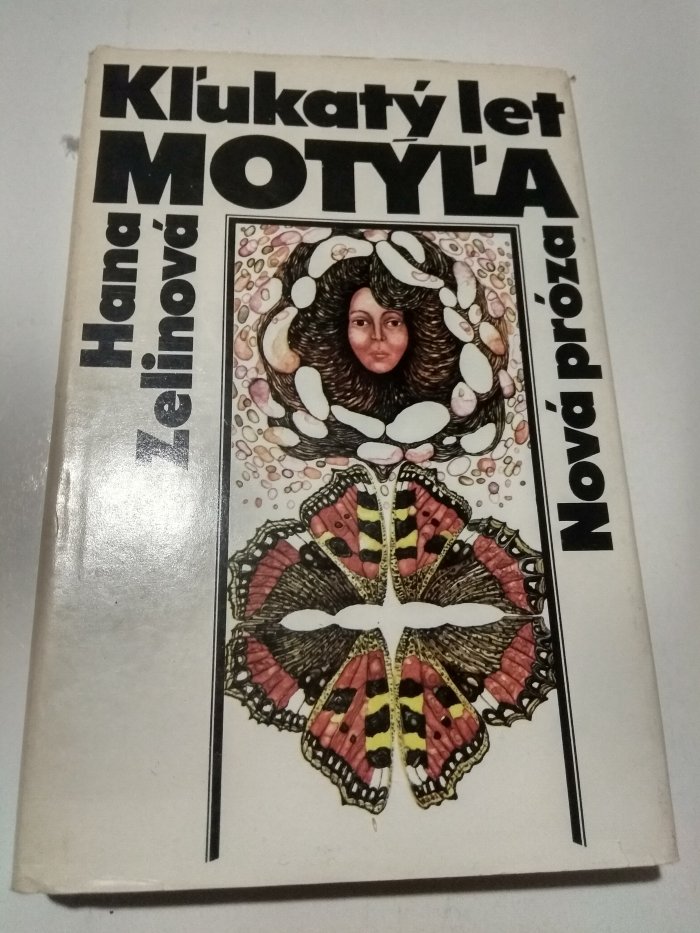 Kľukatý let
MOTÝĽA
Hana
Zelinová
Nová próza